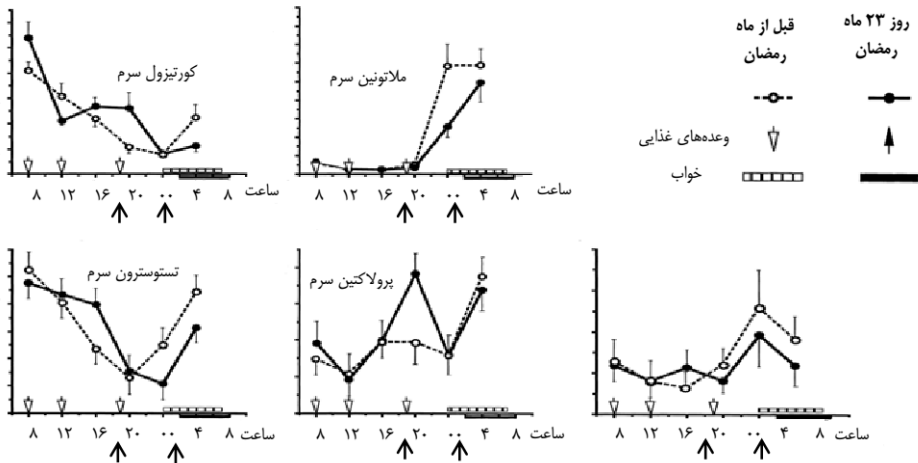 کورتیزول سرم
۸ ۱۲ ۱۶ ۲۰ ۰۰ ۴ ۸ ساعت
ملاتونین سرم
۸ ۱۲ ۱۶ ۲۰ ۰۰ ۴ ۸ ساعت
روز ۲۳ ماه رمضان
قبل از ماه رمضان
وعده‌های غذایی
خواب
تستوسترون سرم
۸ ۱۲ ۱۶ ۲۰ ۰۰ ۴ ۸ ساعت
پرولاکتین سرم
۸ ۱۲ ۱۶ ۲۰ ۰۰ ۴ ۸ ساعت
۸ ۱۲ ۱۶ ۲۰ ۰۰ ۴ ۸ ساعت